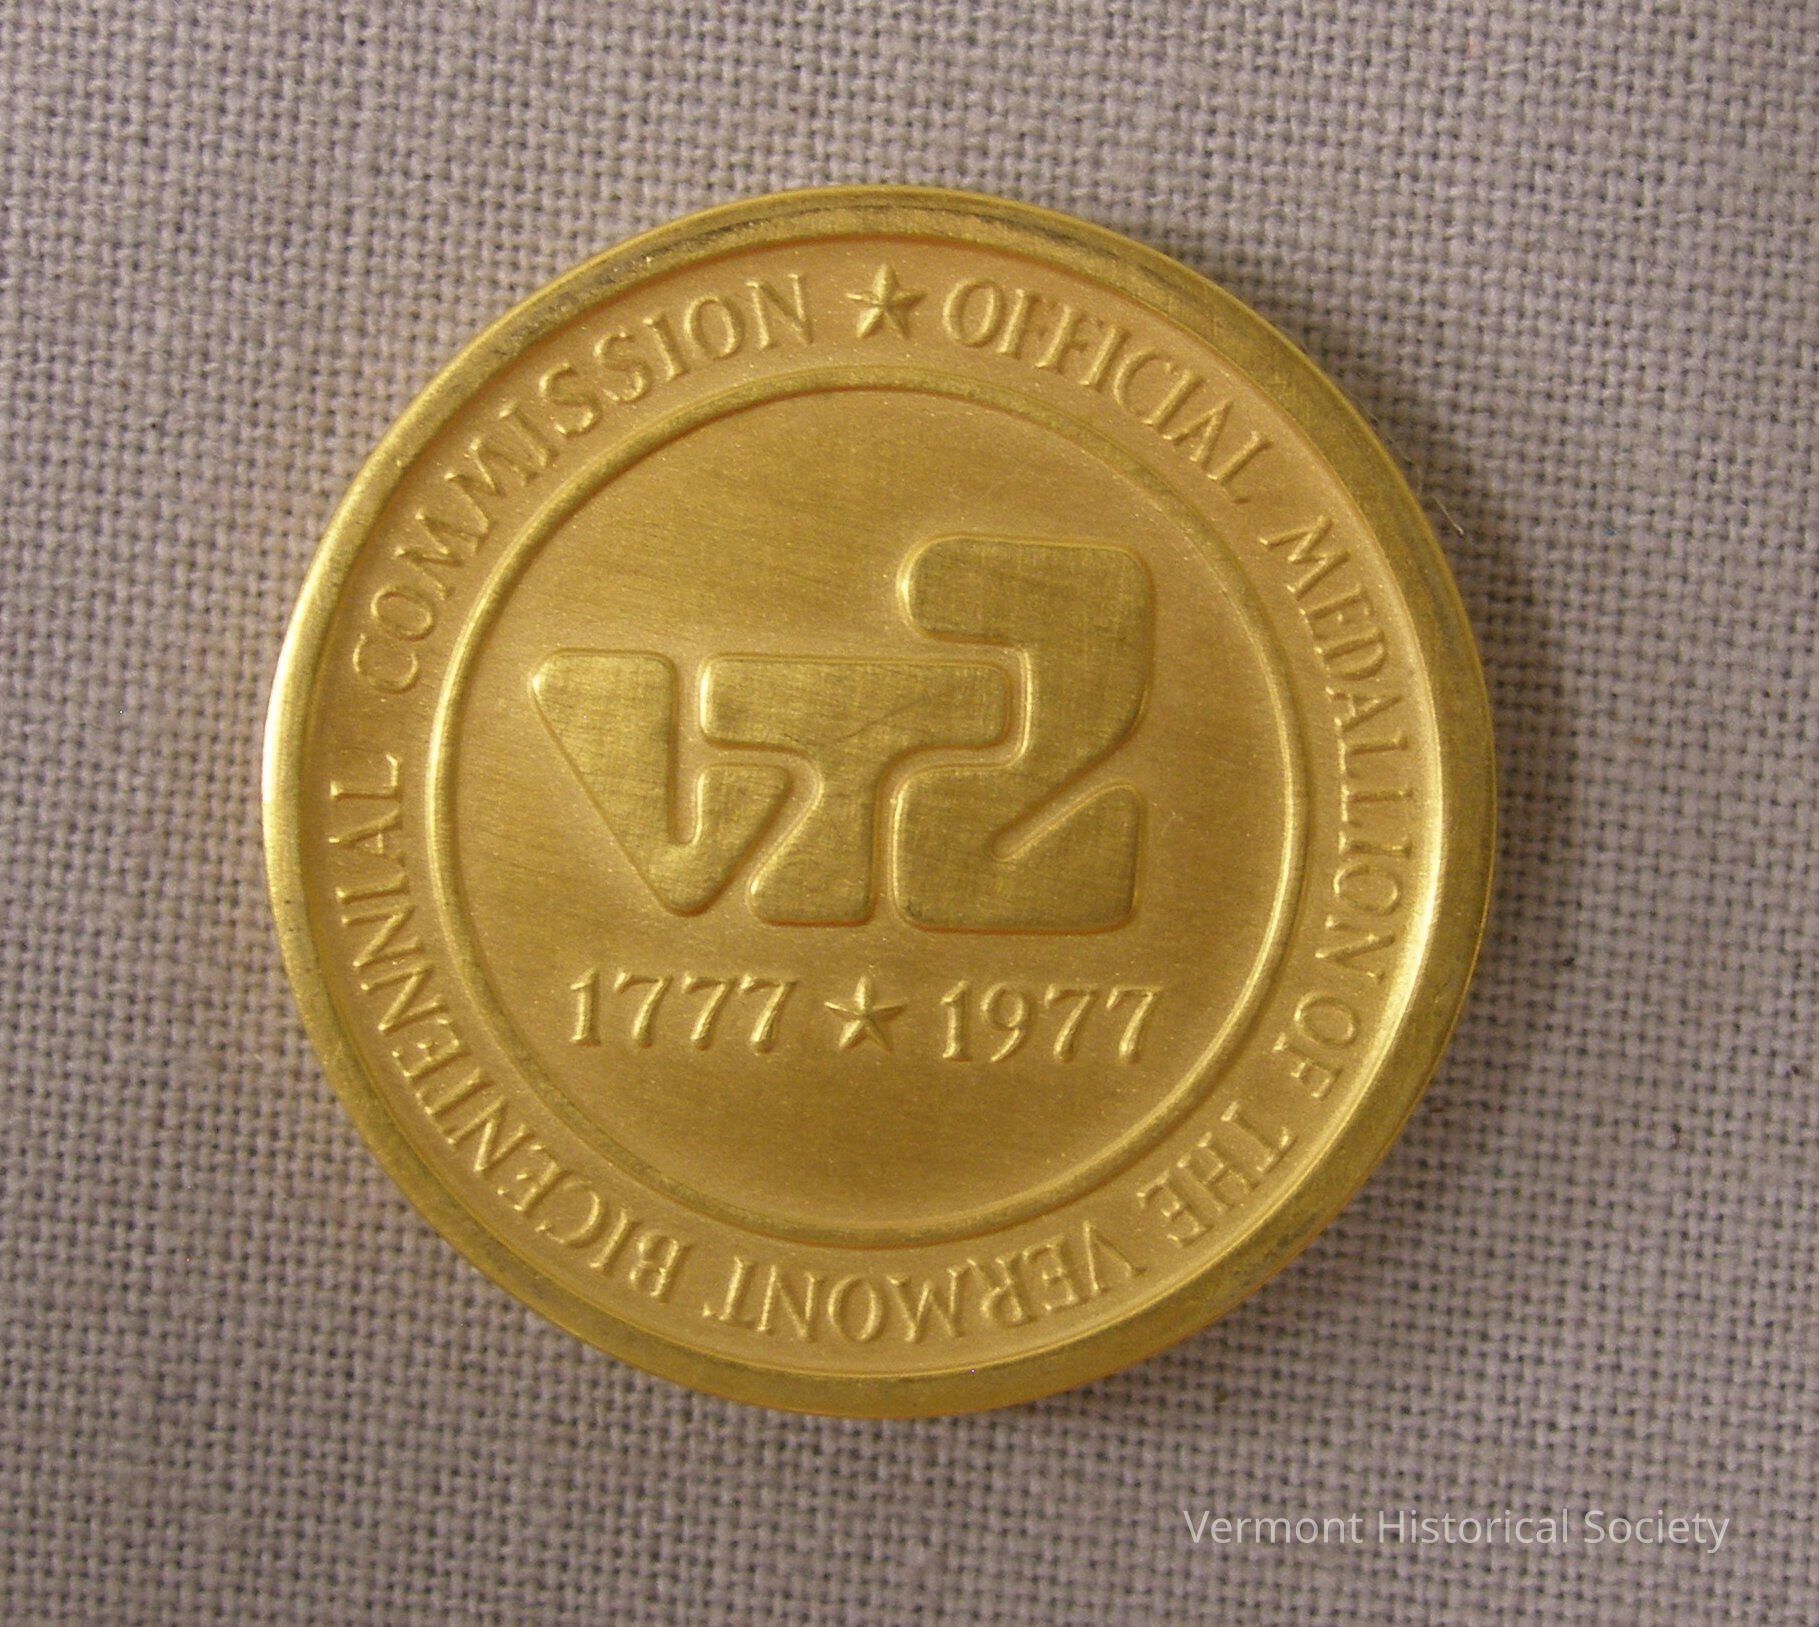 ★ OFFICIAL MEDALLION OF THE VERMONT BICENTENNIAL COMMISSION
VT2
1777 ★ 1977
Vermont Historical Society